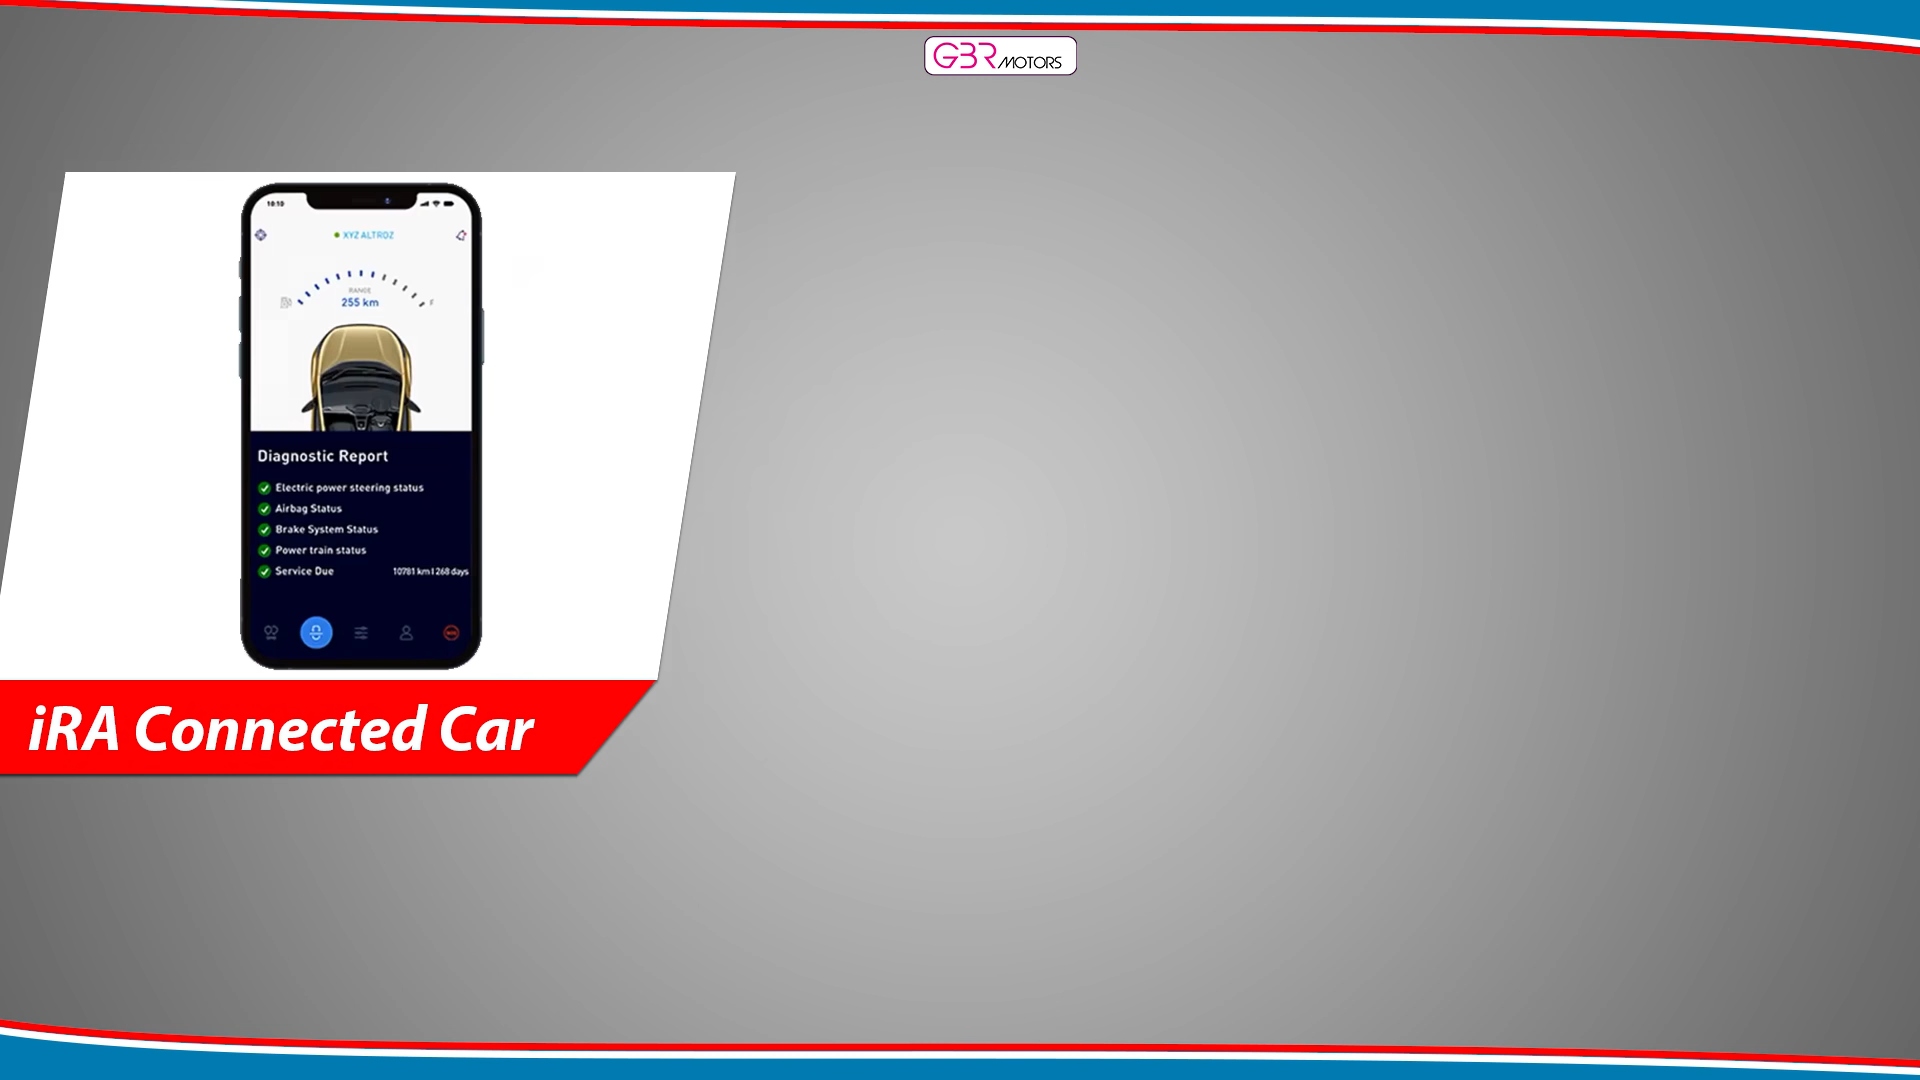 GBR MOTORS
10:10
XYZ ALTROZ
RANGE
255 km
F
Diagnostic Report
Electric power steering status
Airbag Status
Brake System Status
Power train status
Service Due 10781 km I 268 days
iRA Connected Car